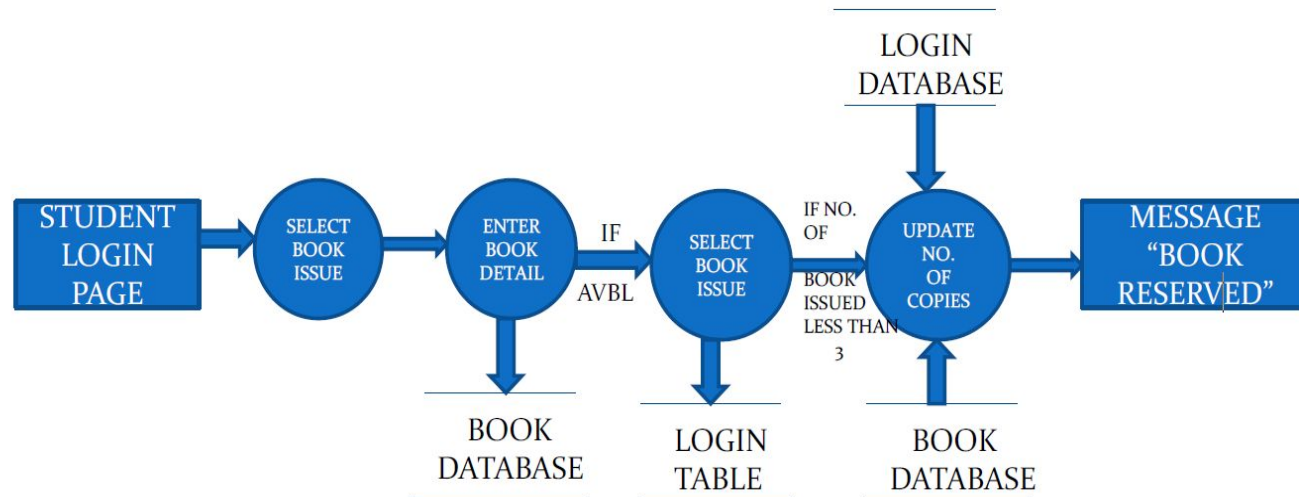 LOGIN
DATABASE
STUDENT
LOGIN
PAGE
SELECT
BOOK
ISSUE
ENTER
BOOK
DETAIL
IF
AVBL
SELECT
BOOK
ISSUE
IF NO.
OF
BOOK
ISSUED
LESS THAN
3
UPDATE
NO.
OF
COPIES
MESSAGE
“BOOK
RESERVED”
BOOK
DATABASE
LOGIN
TABLE
BOOK
DATABASE